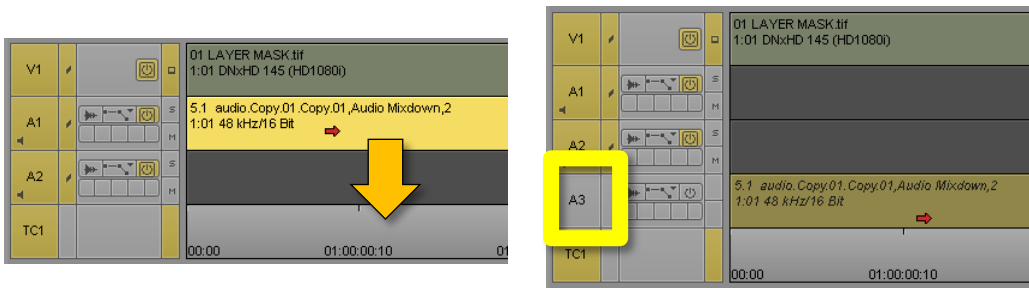 V1
01 LAYER MASK.tif
1:01 DNxHD 145 (HD1080i)
A1
S
M
5.1 audio.Copy.01.Copy.01,Audio Mixdown,2
1:01 48 kHz/16 Bit
A2
S
M
TC1
00:00
01:00:00:10
01
V1
01 LAYER MASK.tif
1:01 DNxHD 145 (HD1080i)
A1
S
M
A2
S
M
A3
5.1 audio.Copy.01.Copy.01,Audio Mixdown,2
1:01 48 kHz/16 Bit
TC1
00:00
01:00:00:10